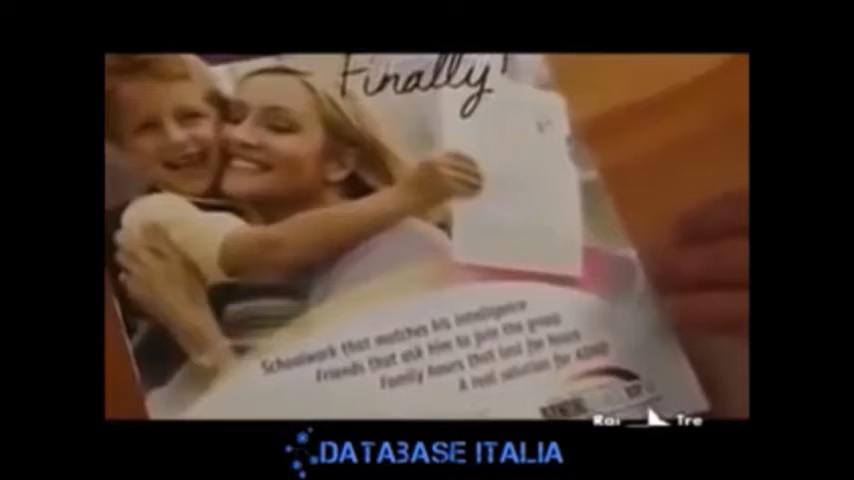 Finally!
Schoolwork that matches his intelligence
Friends that ask him to join the group
Family hours that last for hours
A real solution for ADHD
Rai Tre
DATABASE ITALIA